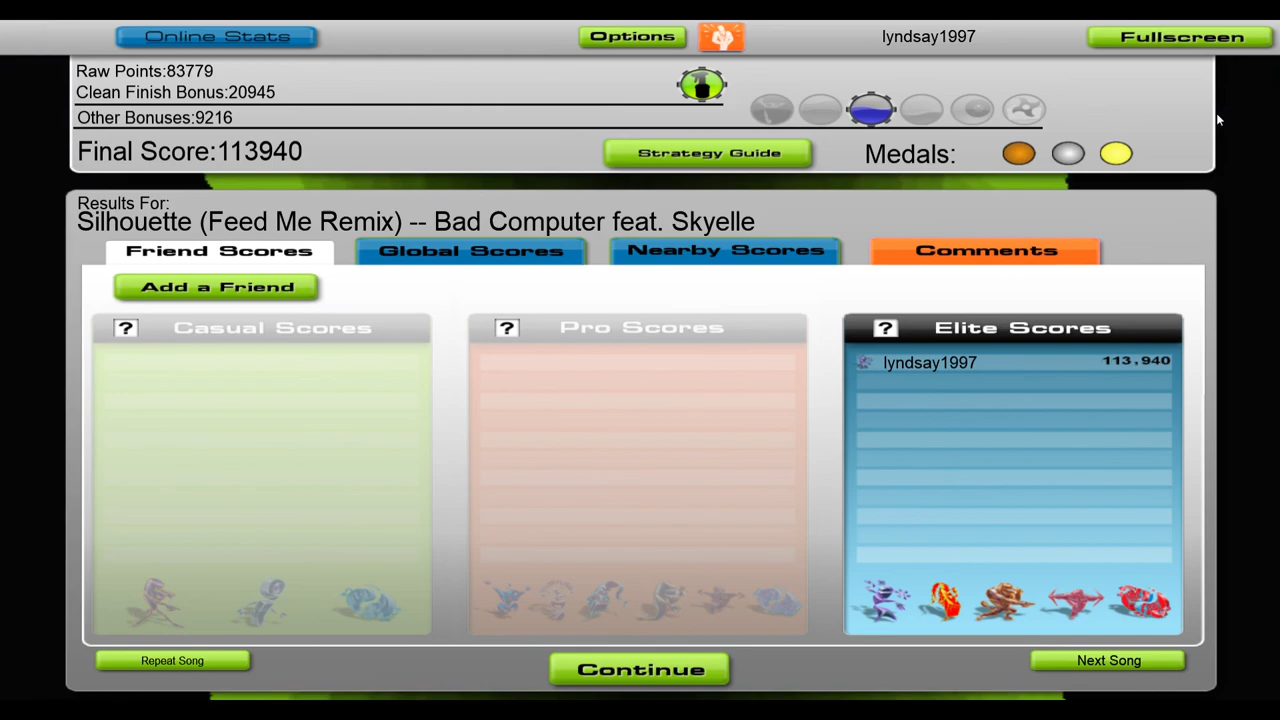 Online Stats
Options
lyndsay1997
Fullscreen
Raw Points:83779
Clean Finish Bonus:20945
Other Bonuses:9216
Final Score:113940
Strategy Guide
Medals:
Results For:
Silhouette (Feed Me Remix) -- Bad Computer feat. Skyelle
Friend Scores
Global Scores
Nearby Scores
Comments
Add a Friend
? Casual Scores
? Pro Scores
? Elite Scores
lyndsay1997 113,940
Repeat Song
Continue
Next Song